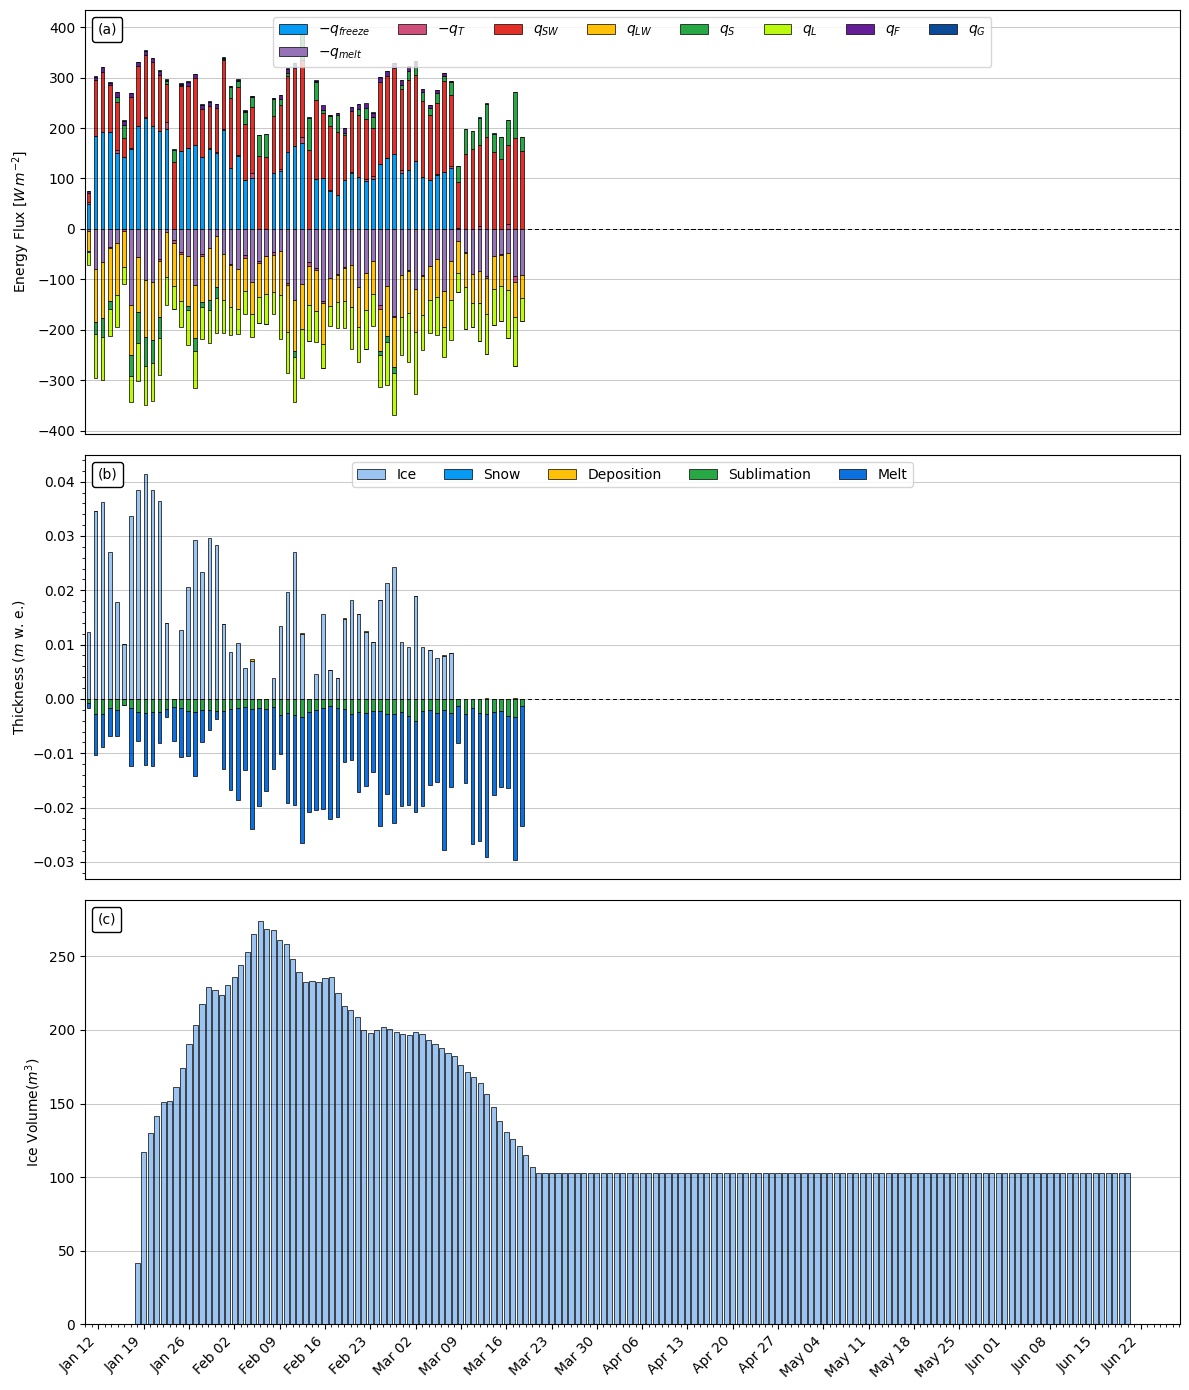 (a)
−q_freeze −q_T q_SW q_LW q_S q_L q_F q_G
−q_melt
400
300
200
100
0
−100
−200
−300
−400
Energy Flux [W m⁻²]
(b)
Ice Snow Deposition Sublimation Melt
0.04
0.03
0.02
0.01
0.00
−0.01
−0.02
−0.03
Thickness (m w. e.)
(c)
250
200
150
100
50
0
Ice Volume(m³)
Jan 12 Jan 19 Jan 26 Feb 02 Feb 09 Feb 16 Feb 23 Mar 02 Mar 09 Mar 16 Mar 23 Mar 30 Apr 06 Apr 13 Apr 20 Apr 27 May 04 May 11 May 18 May 25 Jun 01 Jun 08 Jun 15 Jun 22